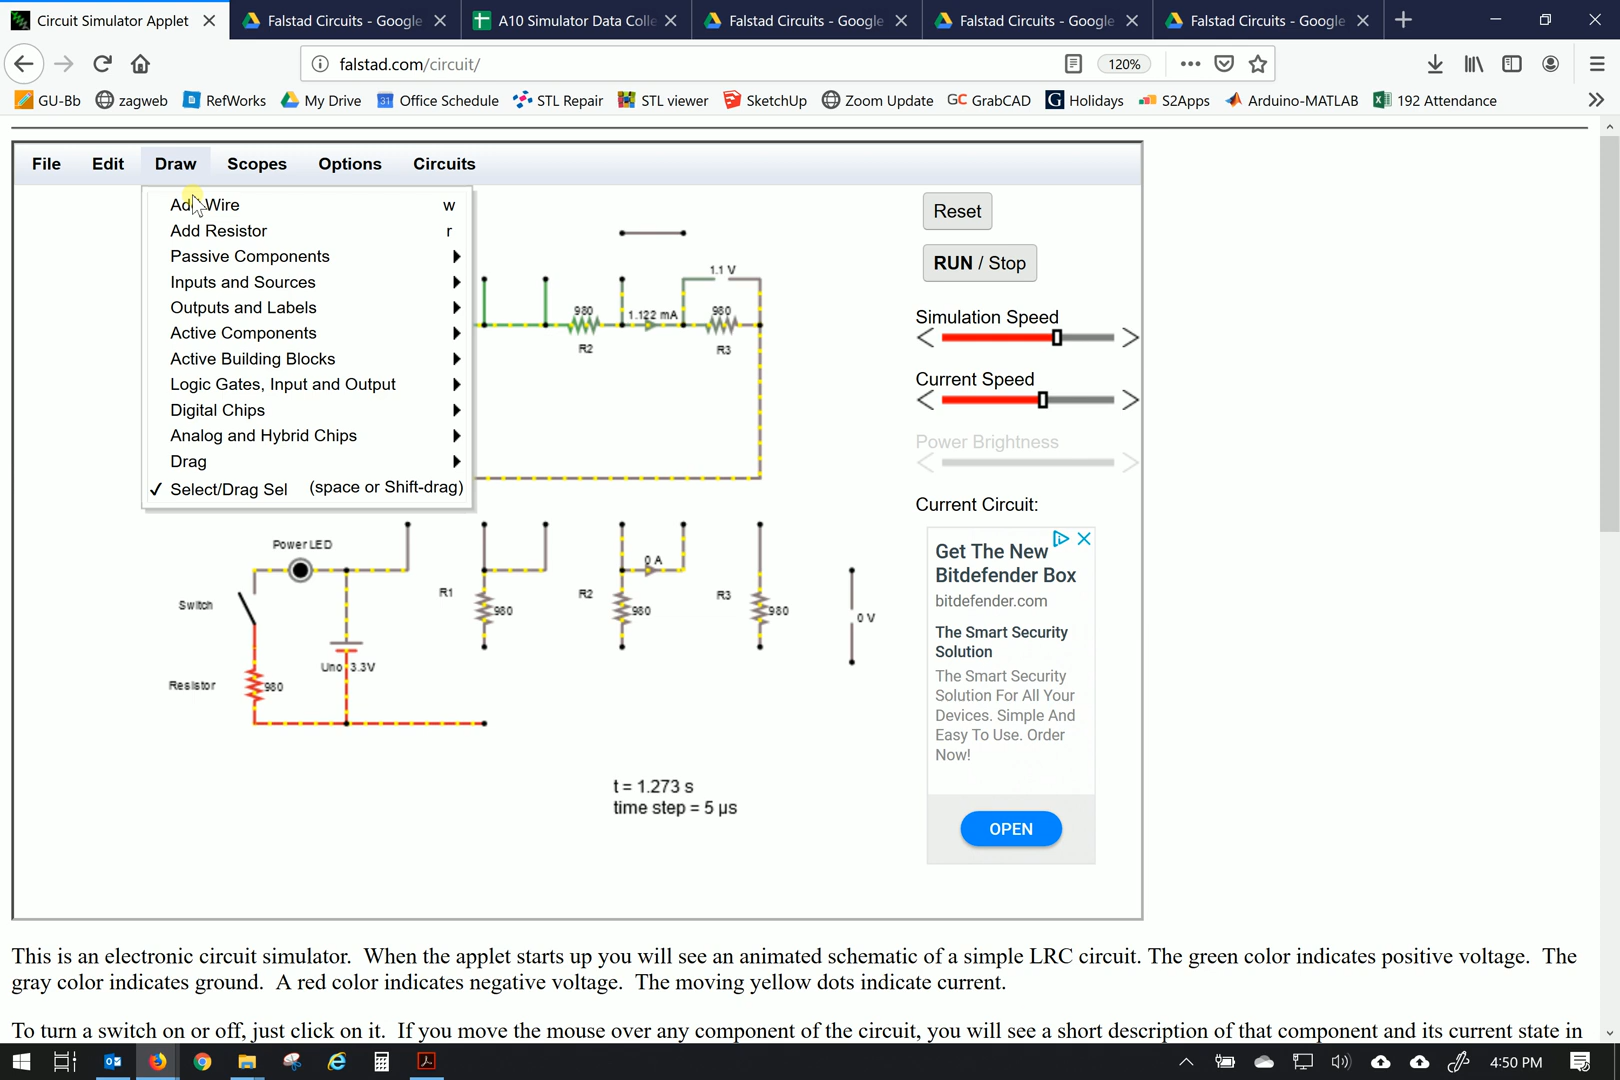 Circuit Simulator Applet
Falstad Circuits - Google
A10 Simulator Data Colle
Falstad Circuits - Google
Falstad Circuits - Google
Falstad Circuits - Google
falstad.com/circuit/
120%
GU-Bb
zagweb
RefWorks
My Drive
31
Office Schedule
STL Repair
STL viewer
SketchUp
Zoom Update
GC GrabCAD
G Holidays
S2Apps
Arduino-MATLAB
192 Attendance
File Edit Draw Scopes Options Circuits
Add Wire w
Add Resistor r
Passive Components
Inputs and Sources
Outputs and Labels
Active Components
Active Building Blocks
Logic Gates, Input and Output
Digital Chips
Analog and Hybrid Chips
Drag
✓ Select/Drag Sel (space or Shift-drag)
1.1 V
980
1.122 mA
980
R2
R3
Power LED
Switch
Uno 3.3V
Resistor
980
R1
980
0 A
R2
980
R3
980
0 V
t = 1.273 s
time step = 5 µs
Reset
RUN / Stop
Simulation Speed
Current Speed
Power Brightness
Current Circuit:
Get The New
Bitdefender Box
bitdefender.com
The Smart Security
Solution
The Smart Security
Solution For All Your
Devices. Simple And
Easy To Use. Order
Now!
OPEN
This is an electronic circuit simulator.  When the applet starts up you will see an animated schematic of a simple LRC circuit. The green color indicates positive voltage.  The
gray color indicates ground.  A red color indicates negative voltage.  The moving yellow dots indicate current.
To turn a switch on or off, just click on it.  If you move the mouse over any component of the circuit, you will see a short description of that component and its current state in
4:50 PM